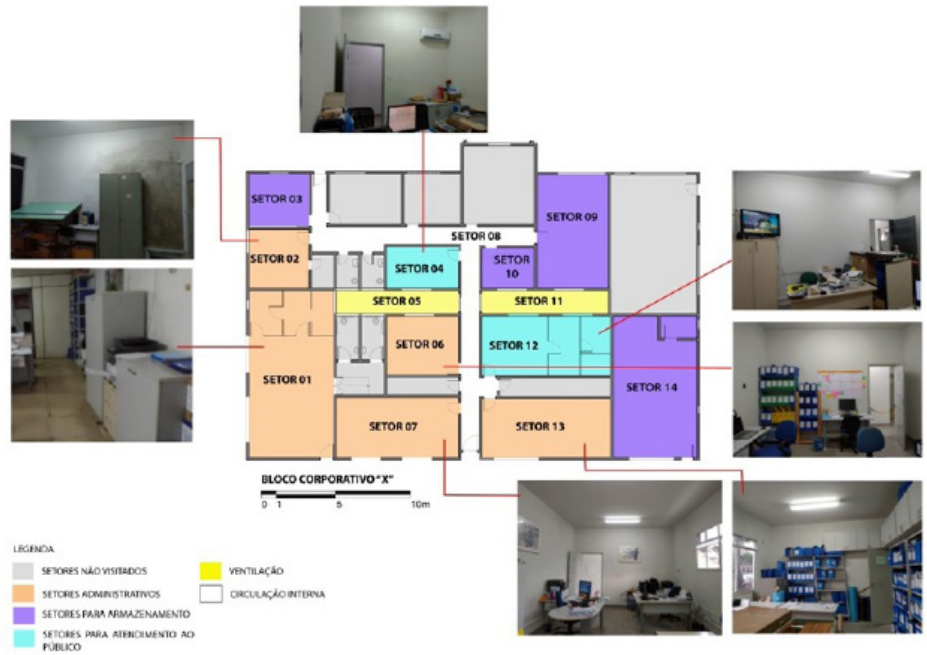 SETOR 03
SETOR 09
SETOR 08
SETOR 02
SETOR 04
SETOR
10
SETOR 05
SETOR 11
SETOR 06
SETOR 12
SETOR 01
SETOR 14
SETOR 07
SETOR 13
BLOCO CORPORATIVO "X"
0 1 5 10m
LEGENDA
SETORES NÃO VISITADOS
VENTILAÇÃO
SETORES ADMINISTRATIVOS
CIRCULAÇÃO INTERNA
SETORES PARA ARMAZENAMENTO
SETORES PARA ATENDIMENTO AO
PÚBLICO